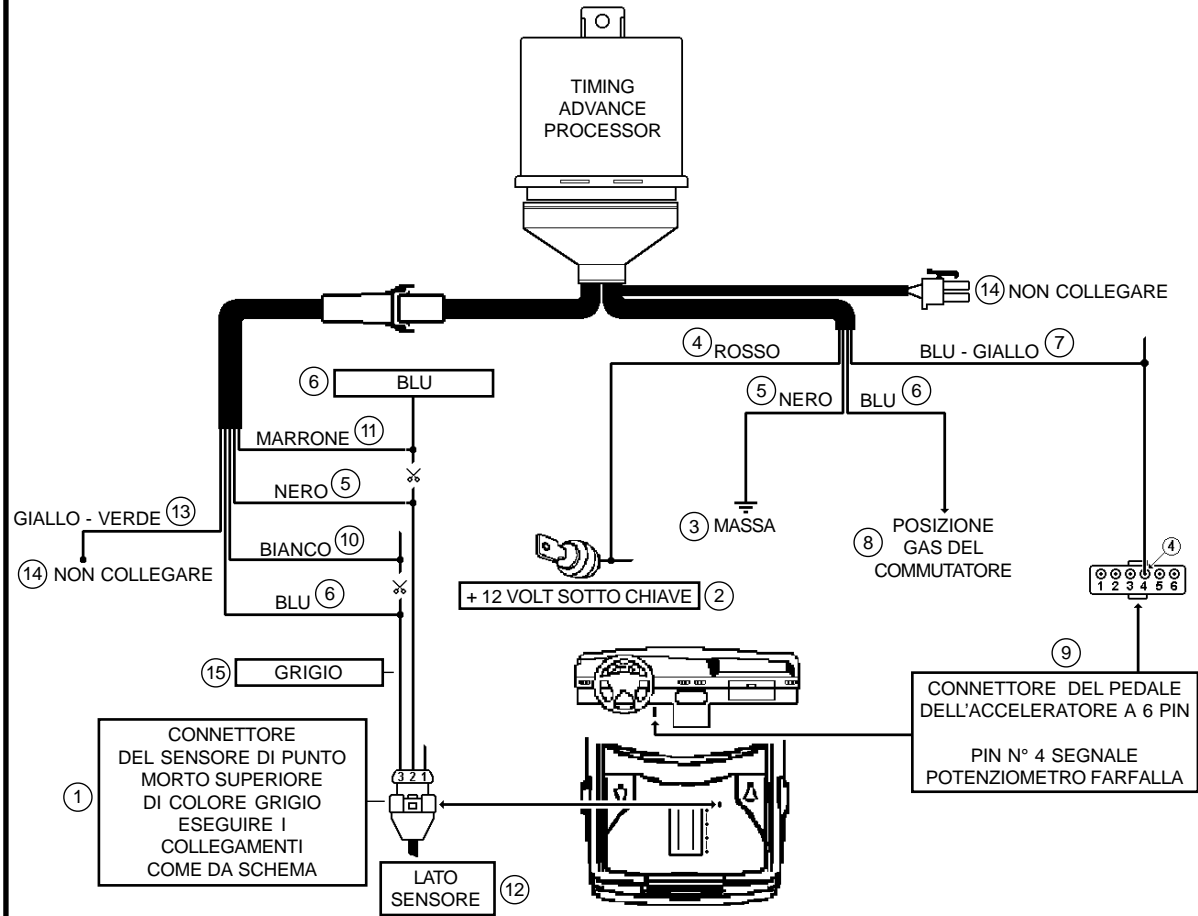 TIMING
ADVANCE
PROCESSOR
14 NON COLLEGARE
4 ROSSO
BLU - GIALLO 7
6 BLU
5 NERO
BLU 6
MARRONE 11
NERO 5
GIALLO - VERDE 13
BIANCO 10
14 NON COLLEGARE
3 MASSA
8 POSIZIONE
GAS DEL
COMMUTATORE
4
1 2 3 4 5 6
BLU 6
+ 12 VOLT SOTTO CHIAVE 2
15 GRIGIO
9
CONNETTORE DEL PEDALE
DELL'ACCELERATORE A 6 PIN
PIN N° 4 SEGNALE
POTENZIOMETRO FARFALLA
1
CONNETTORE
DEL SENSORE DI PUNTO
MORTO SUPERIORE
DI COLORE GRIGIO
ESEGUIRE I
COLLEGAMENTI
COME DA SCHEMA
3 2 1
LATO
SENSORE
12